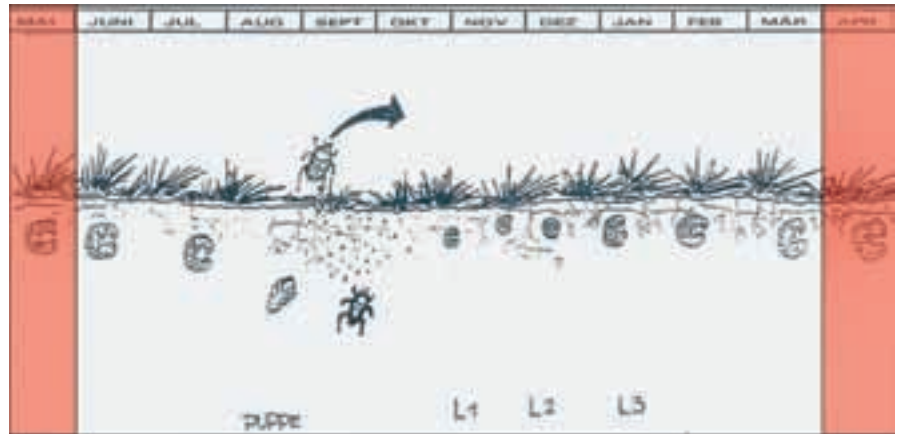 MAI JUNI JUL AUG SEPT OKT NOV DEZ JAN FEB MÄR APR
PUPPE L1 L2 L3